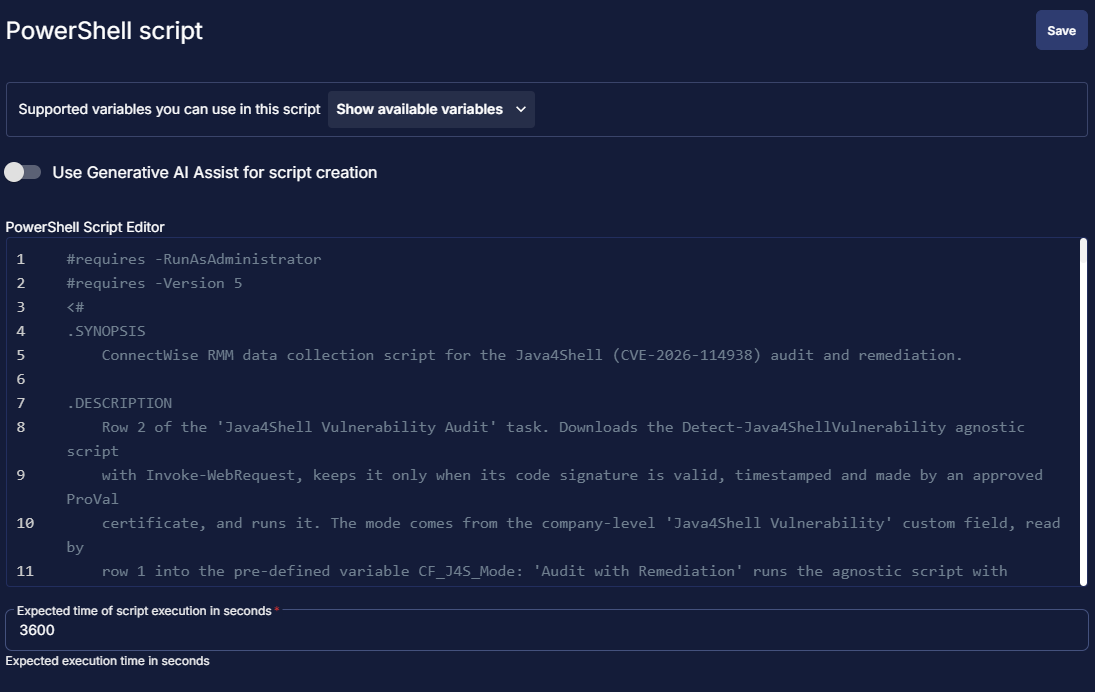 PowerShell script
Save
Supported variables you can use in this script
Show available variables
Use Generative AI Assist for script creation
PowerShell Script Editor
1 #requires -RunAsAdministrator
2 #requires -Version 5
3 <#
4 .SYNOPSIS
5 ConnectWise RMM data collection script for the Java4Shell (CVE-2026-114938) audit and remediation.
6
7 .DESCRIPTION
8 Row 2 of the 'Java4Shell Vulnerability Audit' task. Downloads the Detect-Java4ShellVulnerability agnostic
script
9 with Invoke-WebRequest, keeps it only when its code signature is valid, timestamped and made by an approved
ProVal
10 certificate, and runs it. The mode comes from the company-level 'Java4Shell Vulnerability' custom field, read
by
11 row 1 into the pre-defined variable CF_J4S_Mode: 'Audit with Remediation' runs the agnostic script with
Expected time of script execution in seconds *
3600
Expected execution time in seconds